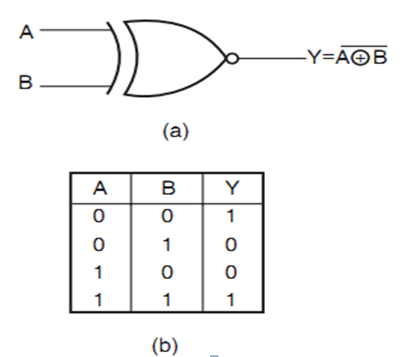 A
Y=A⊕B
B
(a)
A B Y
0 0 1
0 1 0
1 0 0
1 1 1
(b)